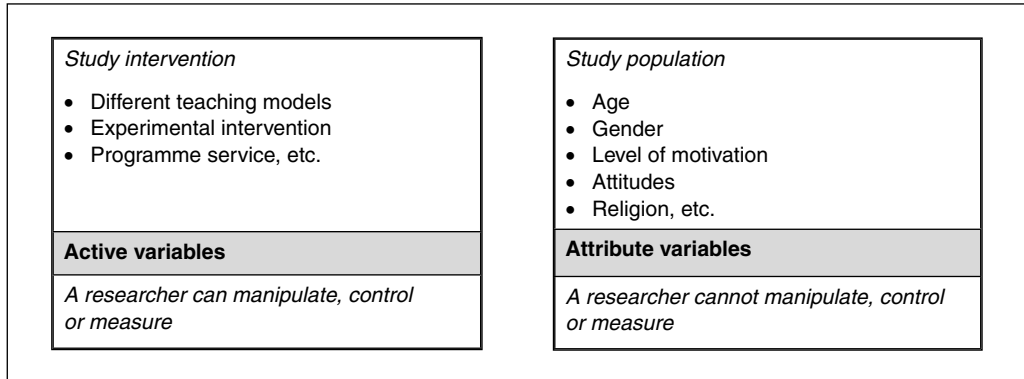 Study intervention
• Different teaching models
• Experimental intervention
• Programme service, etc.
Active variables
A researcher can manipulate, control
or measure
Study population
• Age
• Gender
• Level of motivation
• Attitudes
• Religion, etc.
Attribute variables
A researcher cannot manipulate, control
or measure